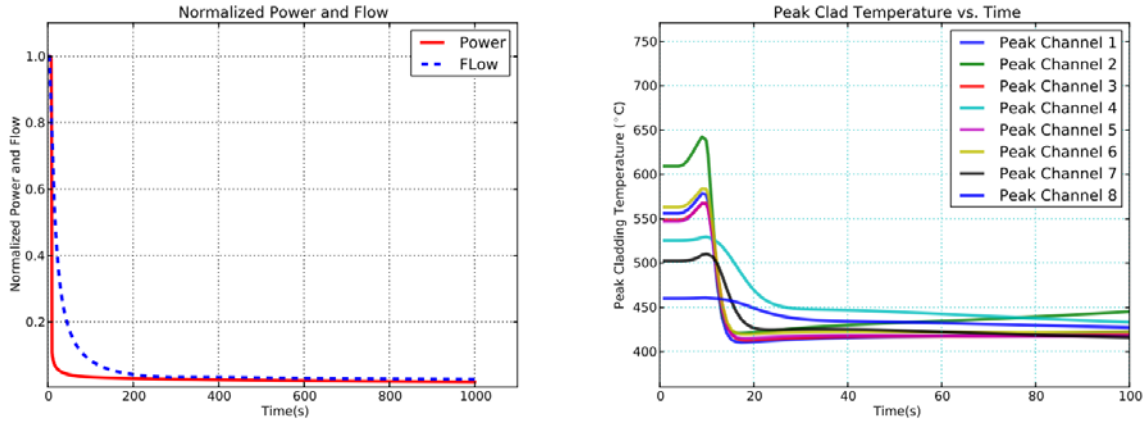 Normalized Power and Flow
Normalized Power and Flow
1.0
0.8
0.6
0.4
0.2
Power
FLow
0
200
400
600
800
1000
Time(s)
Peak Clad Temperature vs. Time
Peak Cladding Temperature (°C)
750
700
650
600
550
500
450
400
Peak Channel 1
Peak Channel 2
Peak Channel 3
Peak Channel 4
Peak Channel 5
Peak Channel 6
Peak Channel 7
Peak Channel 8
0
20
40
60
80
100
Time(s)